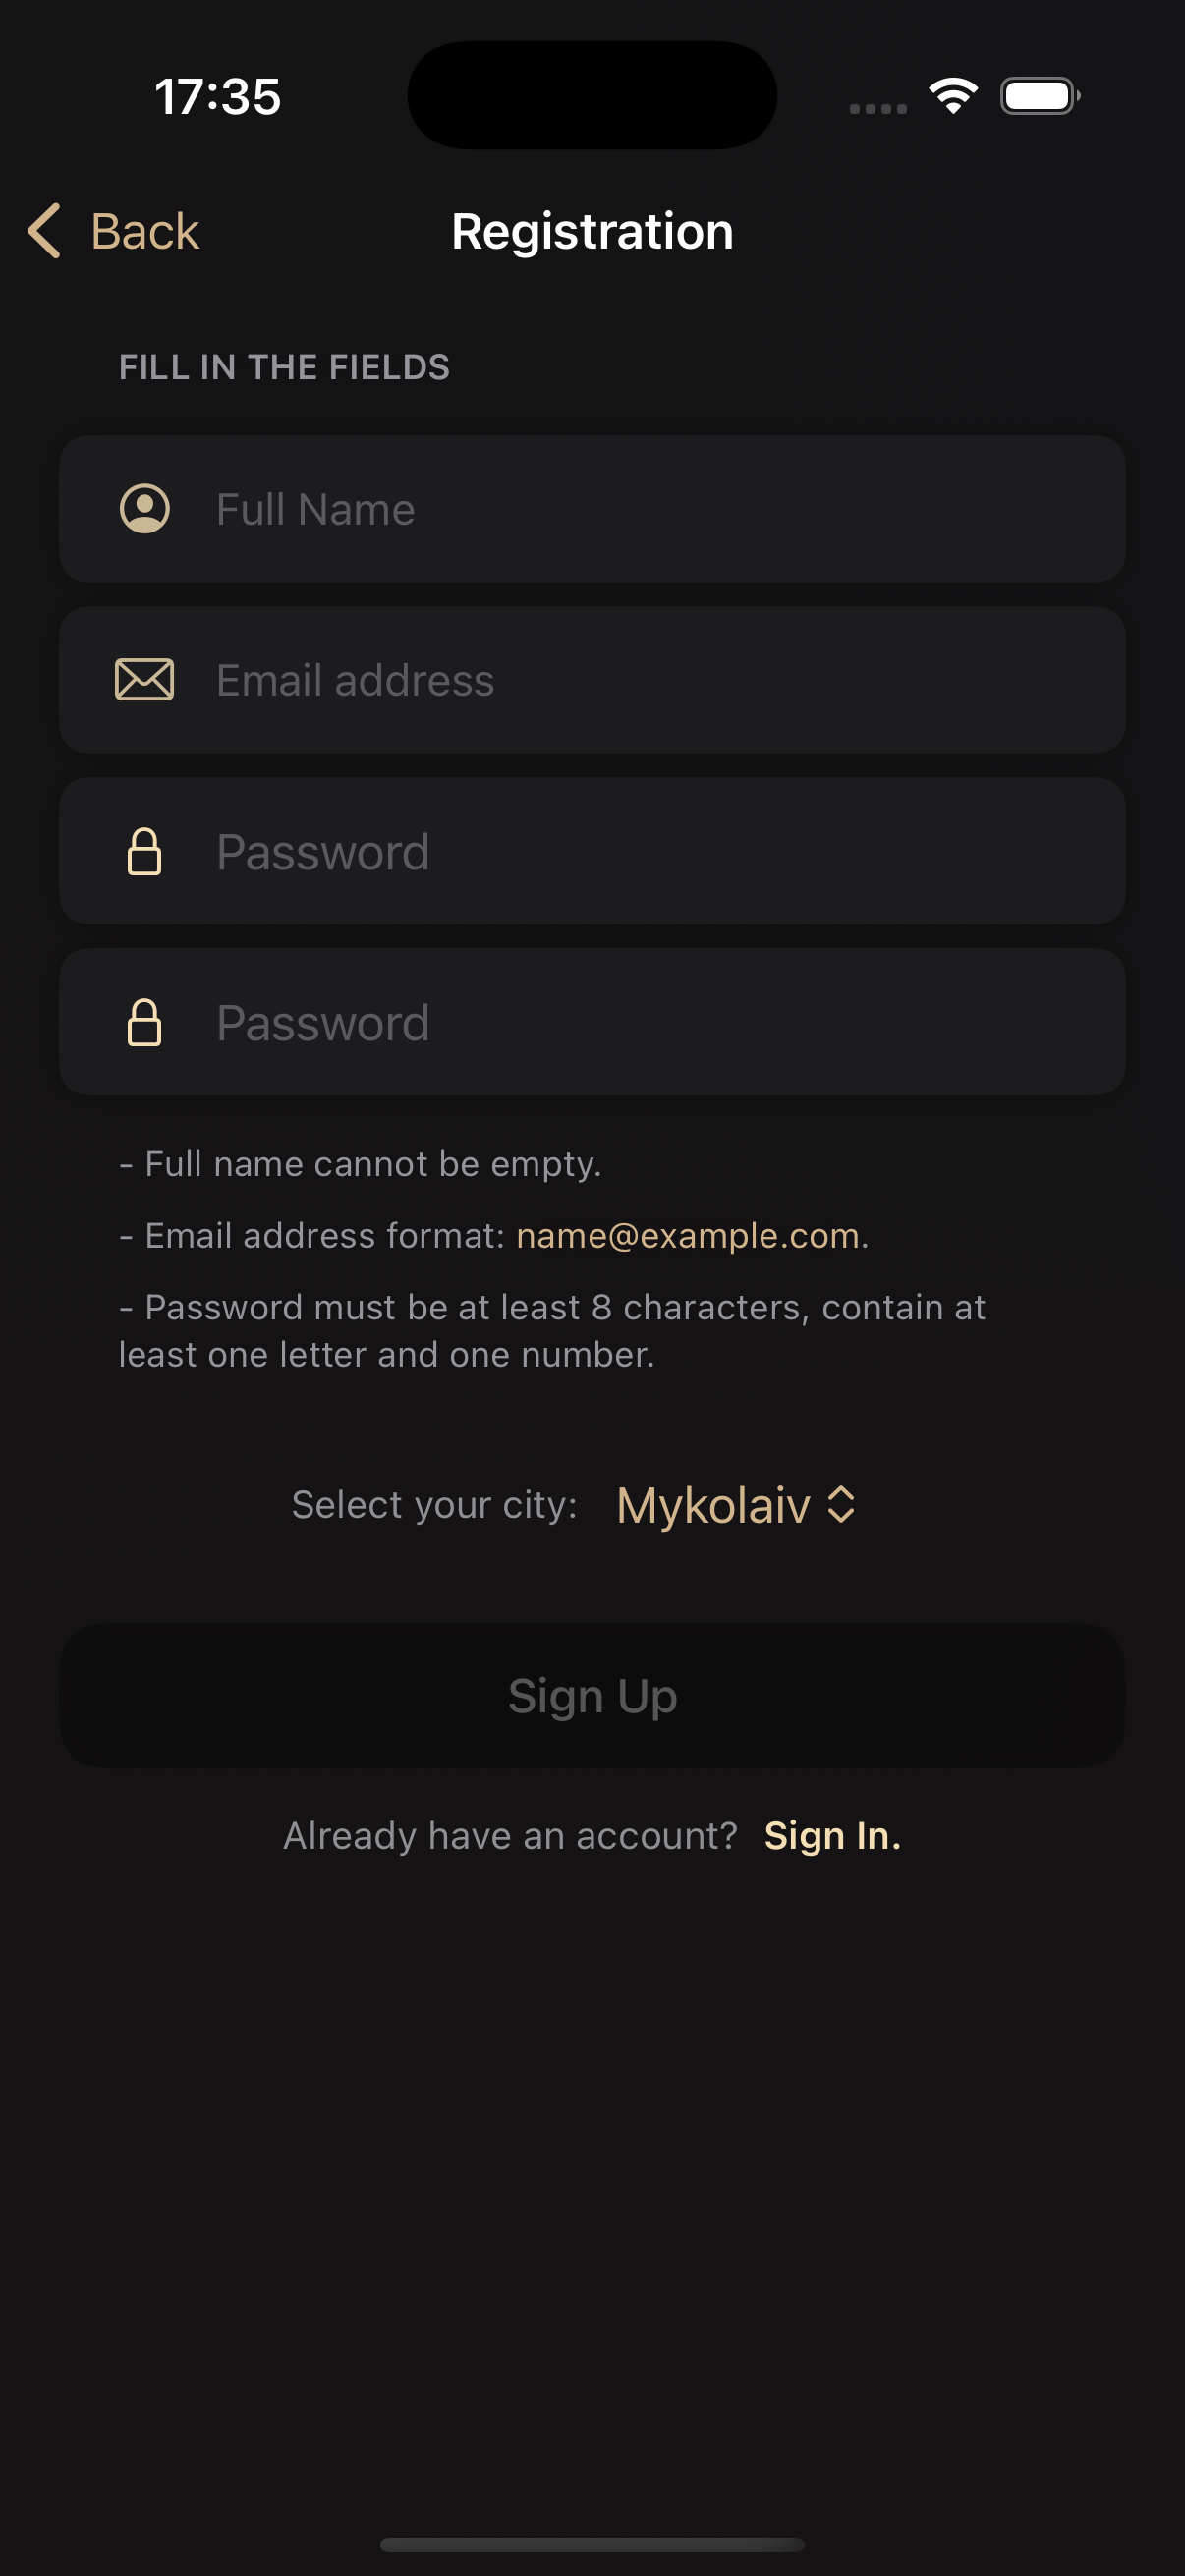 17:35
Back
Registration
FILL IN THE FIELDS
Full Name
Email address
Password
Password
- Full name cannot be empty.
- Email address format: name@example.com.
- Password must be at least 8 characters, contain at
least one letter and one number.
Select your city: Mykolaiv
Sign Up
Already have an account? Sign In.